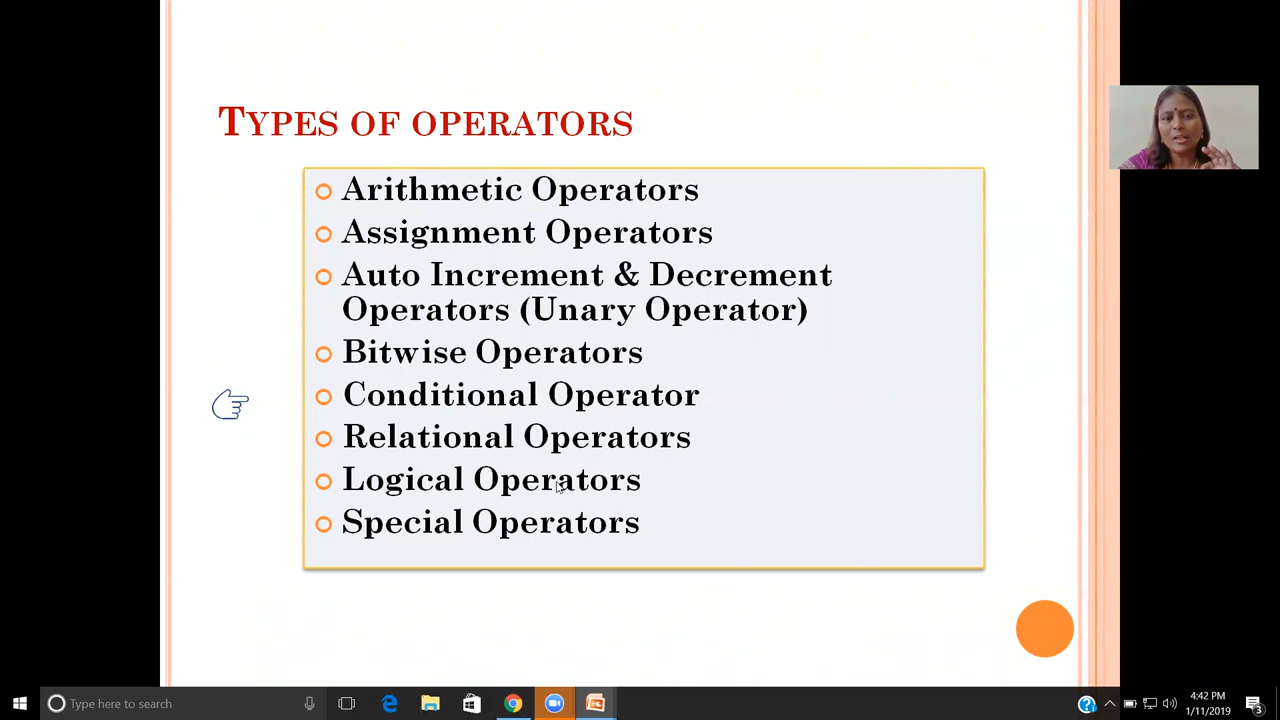 TYPES OF OPERATORS
Arithmetic Operators
Assignment Operators
Auto Increment & Decrement
Operators (Unary Operator)
Bitwise Operators
Conditional Operator
Relational Operators
Logical Operators
Special Operators
Type here to search
4:42 PM
1/11/2019
3